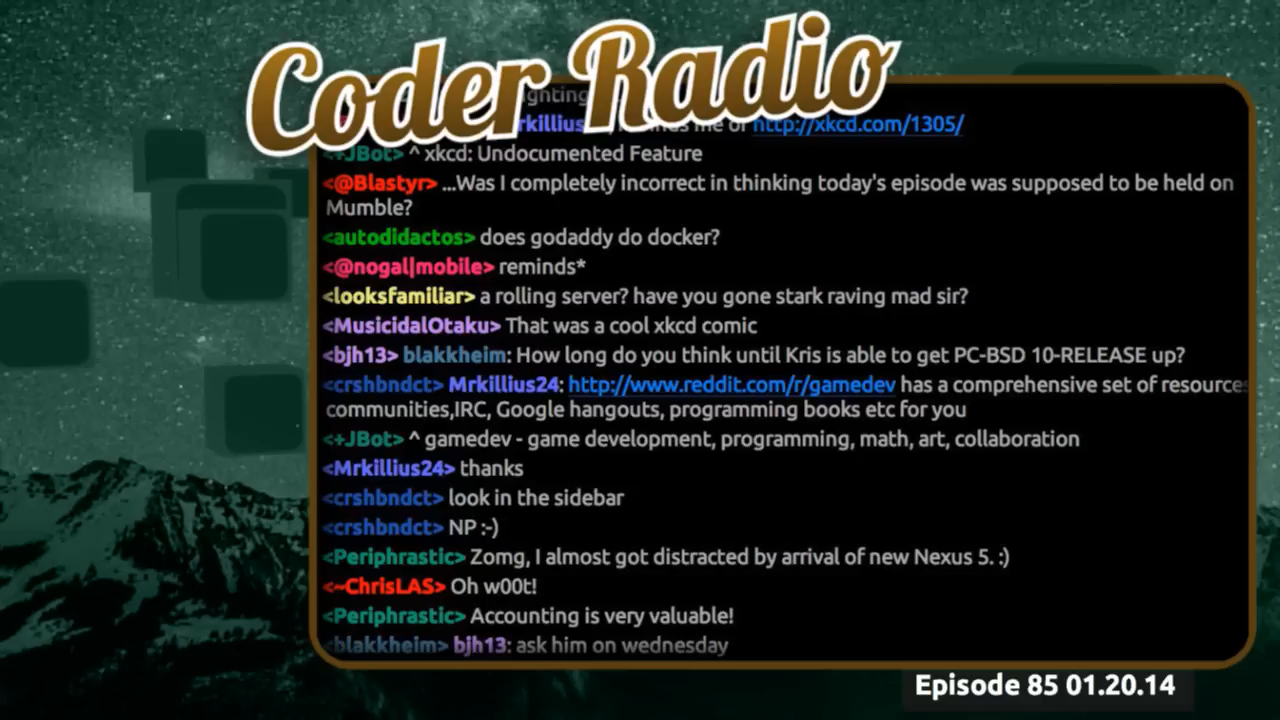 Coder Radio
ghting
rkillius me of http://xkcd.com/1305/
<+JBot> ^ xkcd: Undocumented Feature
<@Blastyr> ...Was I completely incorrect in thinking today's episode was supposed to be held on
Mumble?
<autodidactos> does godaddy do docker?
<@nogal|mobile> reminds*
<looksfamiliar> a rolling server? have you gone stark raving mad sir?
<MusicidalOtaku> That was a cool xkcd comic
<bjh13> blakkheim: How long do you think until Kris is able to get PC-BSD 10-RELEASE up?
<crshbndct> Mrkillius24: http://www.reddit.com/r/gamedev has a comprehensive set of resources
communities,IRC, Google hangouts, programming books etc for you
<+JBot> ^ gamedev - game development, programming, math, art, collaboration
<Mrkillius24> thanks
<crshbndct> look in the sidebar
<crshbndct> NP :-)
<Periphrastic> Zomg, I almost got distracted by arrival of new Nexus 5. :)
<~ChrisLAS> Oh w00t!
<Periphrastic> Accounting is very valuable!
<blakkheim> bjh13: ask him on wednesday
Episode 85 01.20.14